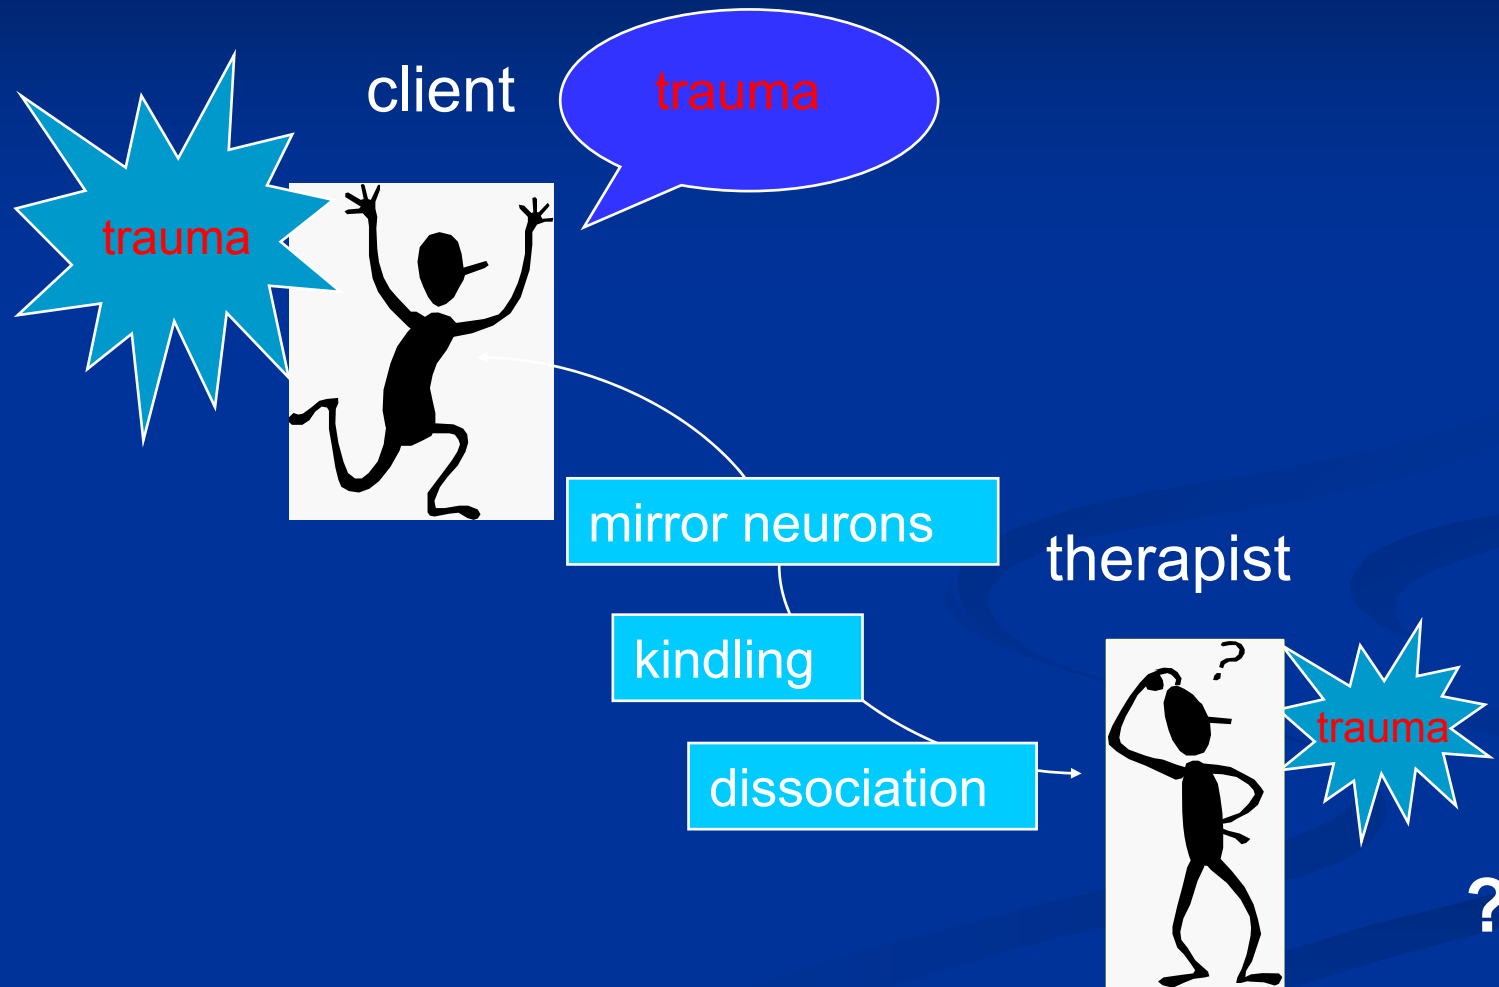 client
trauma
trauma
mirror neurons
therapist
kindling
?
trauma
dissociation
?